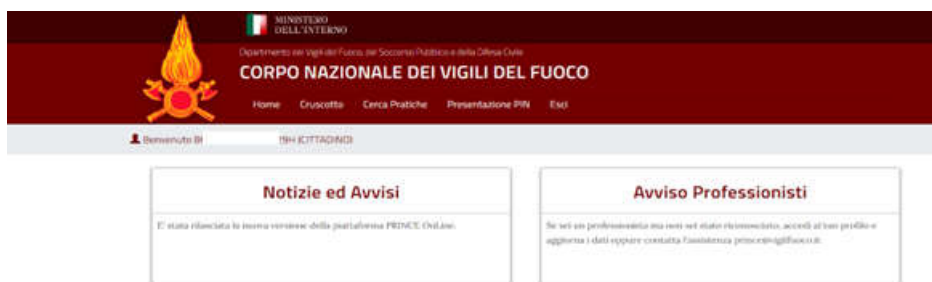 MINISTERO
DELL'INTERNO
Dipartimento dei Vigili del Fuoco, del Soccorso Pubblico e della Difesa Civile
CORPO NAZIONALE DEI VIGILI DEL FUOCO
Home Cruscotto Cerca Pratiche Presentazione PIN Esci
Benvenuto (CITTADINO)
Notizie ed Avvisi
E' stata rilasciata la nuova versione della piattaforma PRINCE OnLine.
Avviso Professionisti
Se sei un professionista ma non sei stato riconosciuto, accedi al tuo profilo e
aggiorna i dati oppure contatta l'assistenza